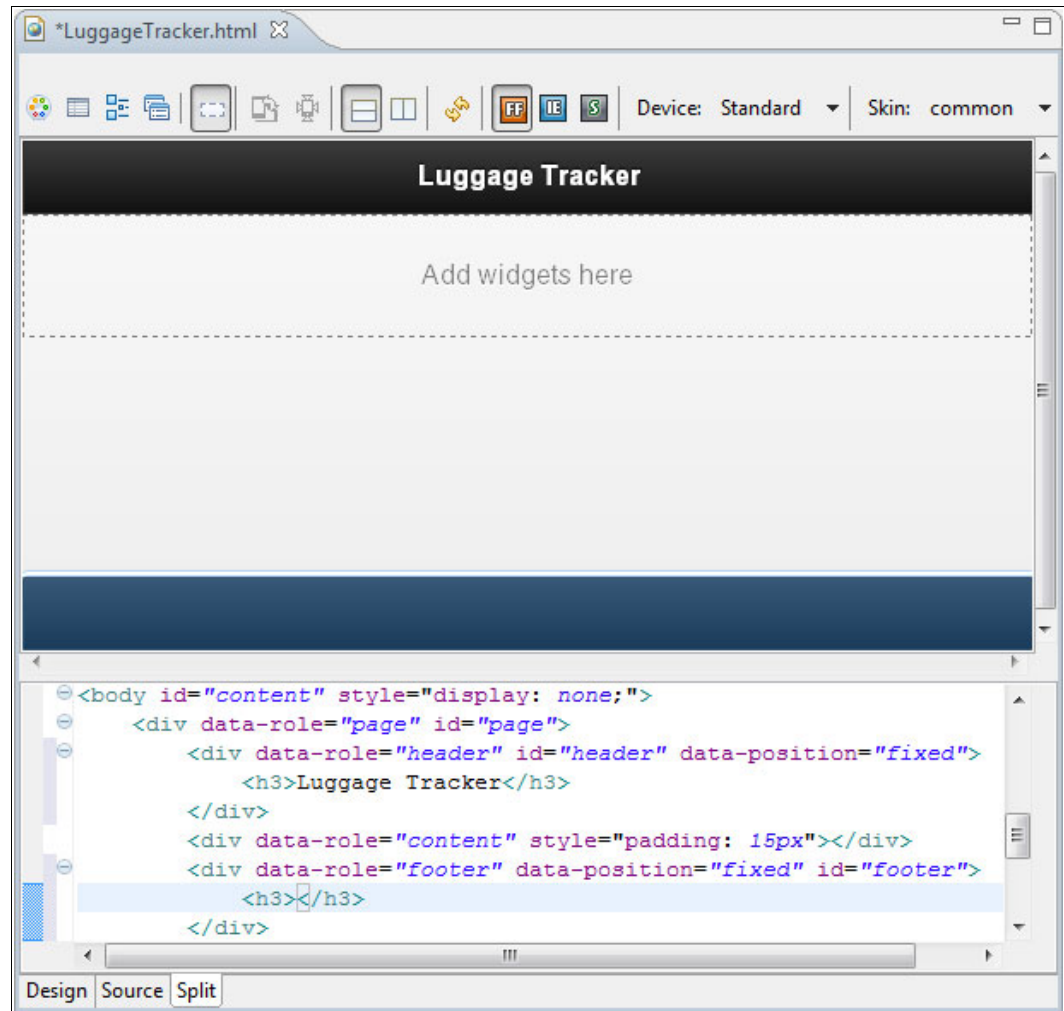 *LuggageTracker.html
FF IE S Device: Standard Skin: common
Luggage Tracker
Add widgets here
<body id="content" style="display: none;">
<div data-role="page" id="page">
<div data-role="header" id="header" data-position="fixed">
<h3>Luggage Tracker</h3>
</div>
<div data-role="content" style="padding: 15px"></div>
<div data-role="footer" data-position="fixed" id="footer">
<h3></h3>
</div>
Design Source Split